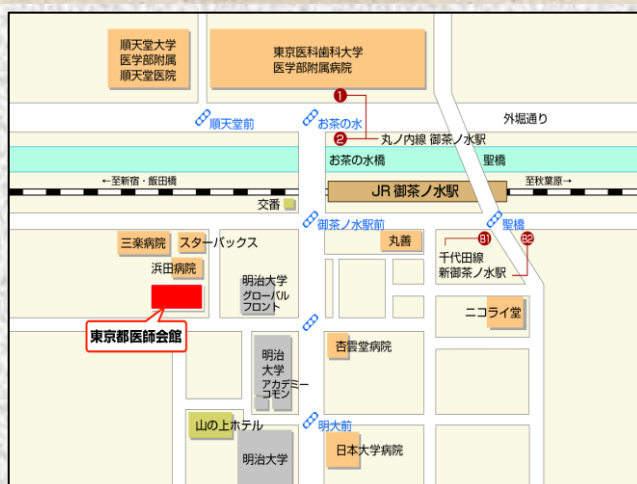 順天堂大学
医学部附属
順天堂医院
東京医科歯科大学
医学部附属病院
1
順天堂前
お茶の水
外堀通り
2
丸ノ内線 御茶ノ水駅
お茶の水橋
聖橋
←至新宿・飯田橋
JR 御茶ノ水駅
至秋葉原→
交番
御茶ノ水駅前
聖橋
三楽病院
スターバックス
丸善
B1
B2
千代田線
新御茶ノ水駅
浜田病院
明治大学
グローバル
フロント
ニコライ堂
東京都医師会館
杏雲堂病院
明治
大学
アカデミー
コモン
山の上ホテル
明大前
明治大学
日本大学病院